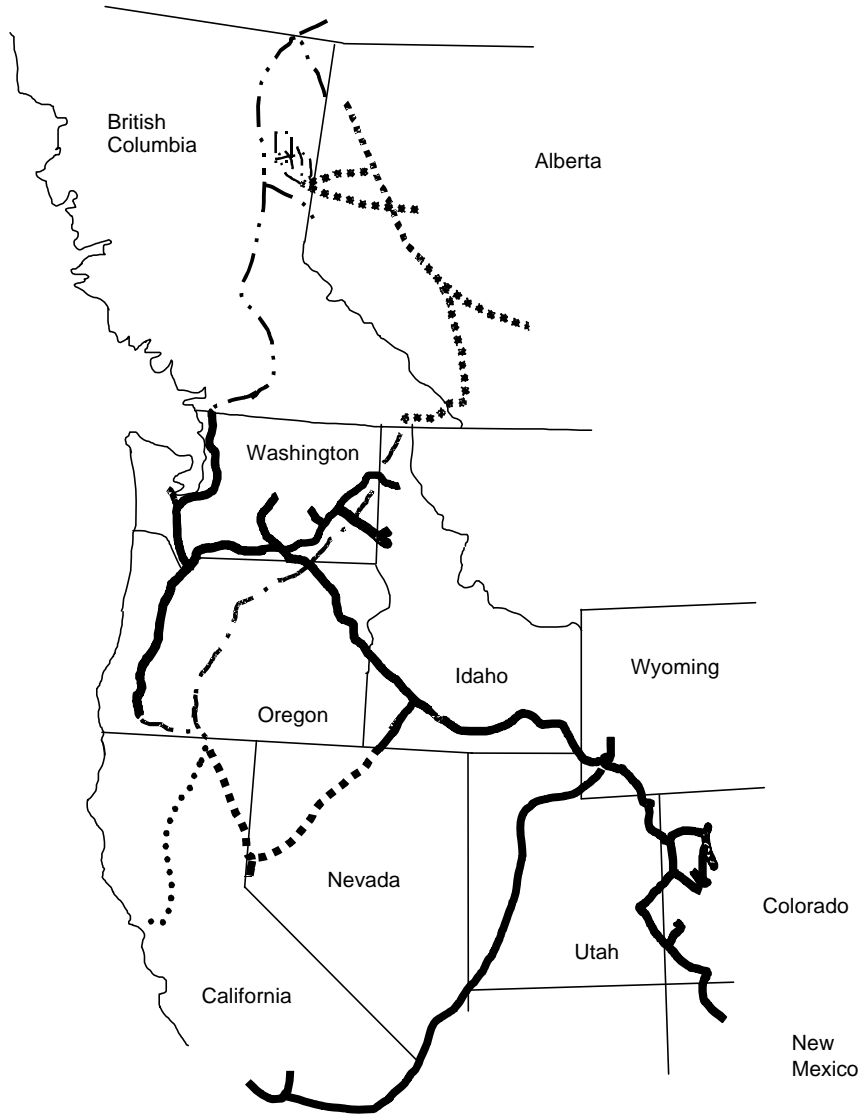 British
Columbia
Alberta
Washington
Idaho
Wyoming
Oregon
Nevada
Colorado
Utah
California
New
Mexico